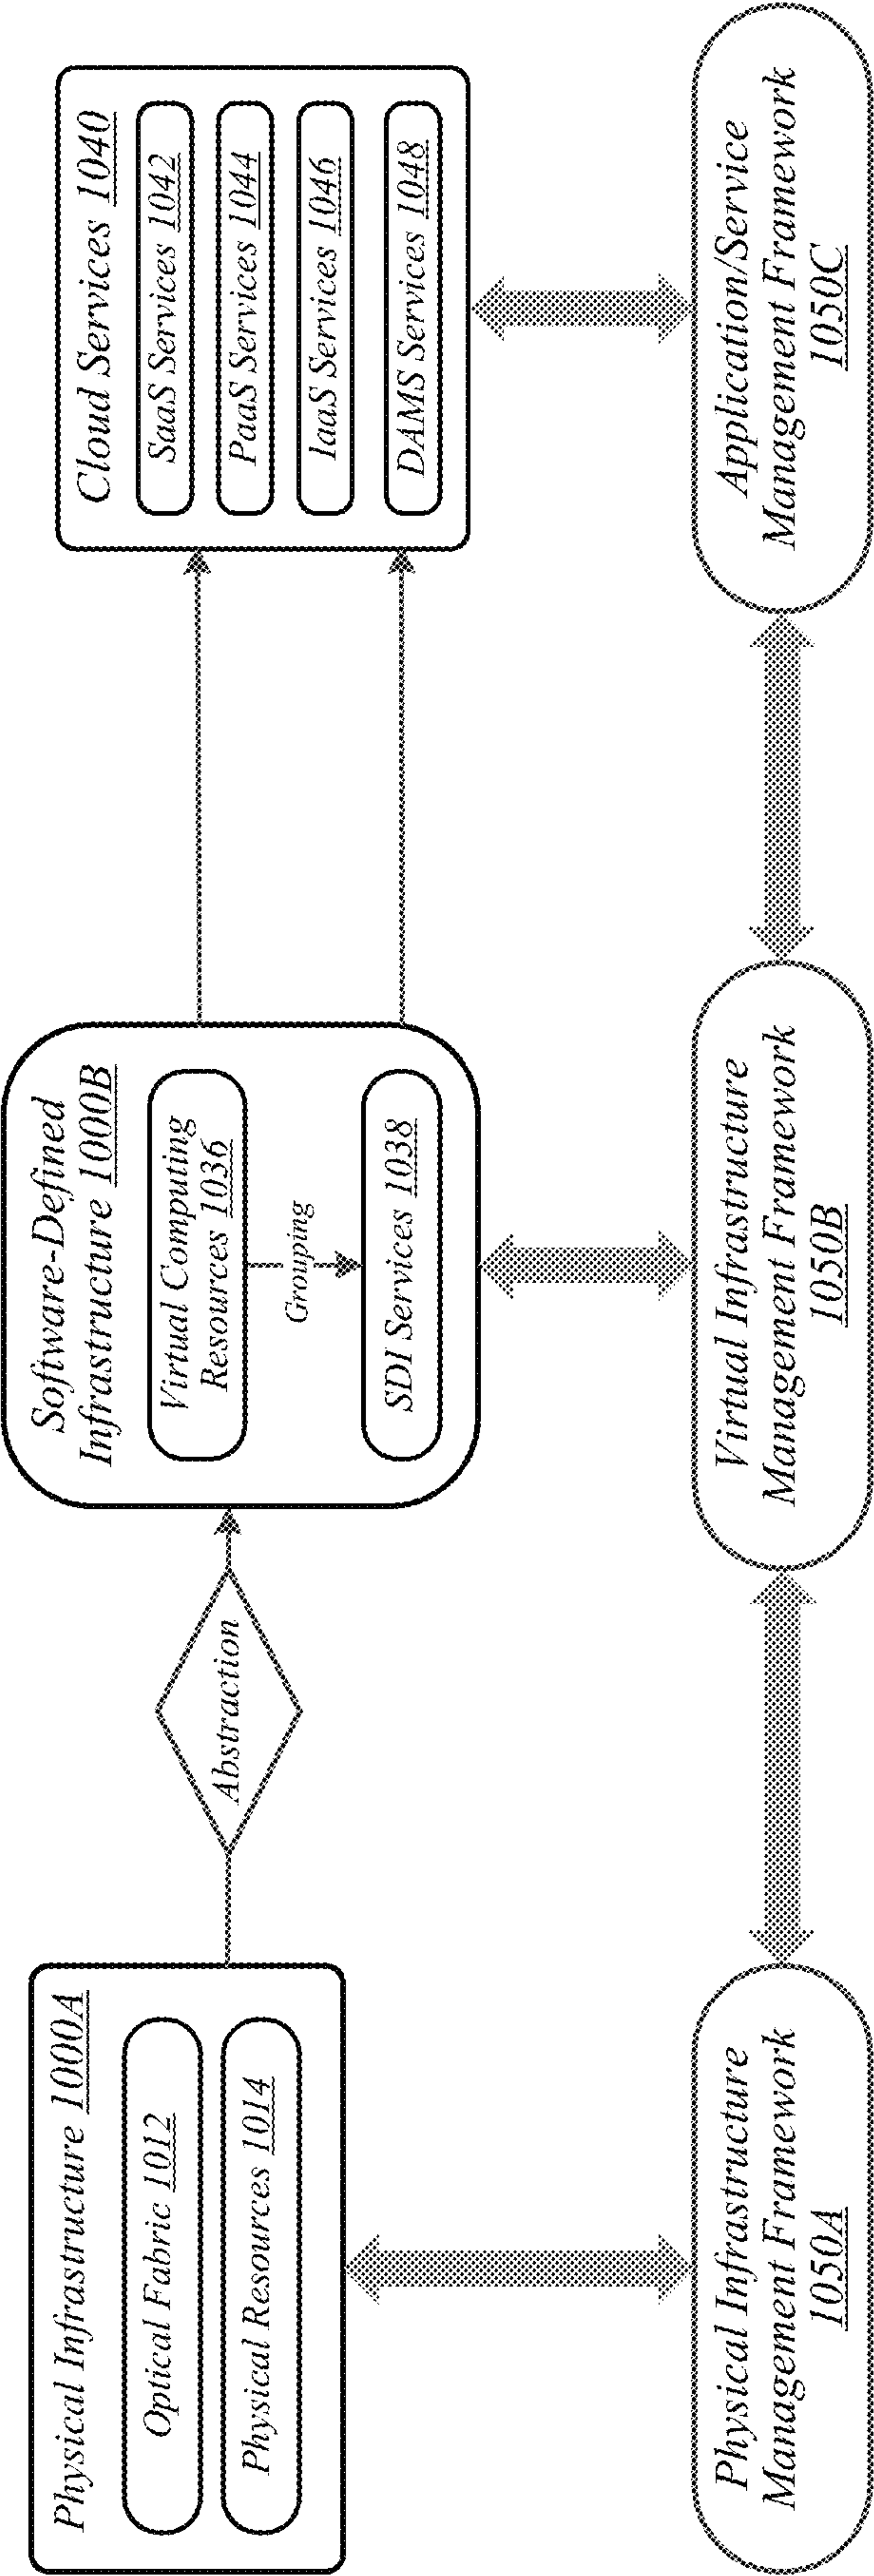 Physical Infrastructure 1000A
Optical Fabric 1012
Physical Resources 1014
Abstraction
Software-Defined
Infrastructure 1000B
Virtual Computing
Resources 1036
Grouping
SDI Services 1038
Cloud Services 1040
SaaS Services 1042
PaaS Services 1044
IaaS Services 1046
DAMS Services 1048
Physical Infrastructure
Management Framework
1050A
Virtual Infrastructure
Management Framework
1050B
Application/Service
Management Framework
1050C